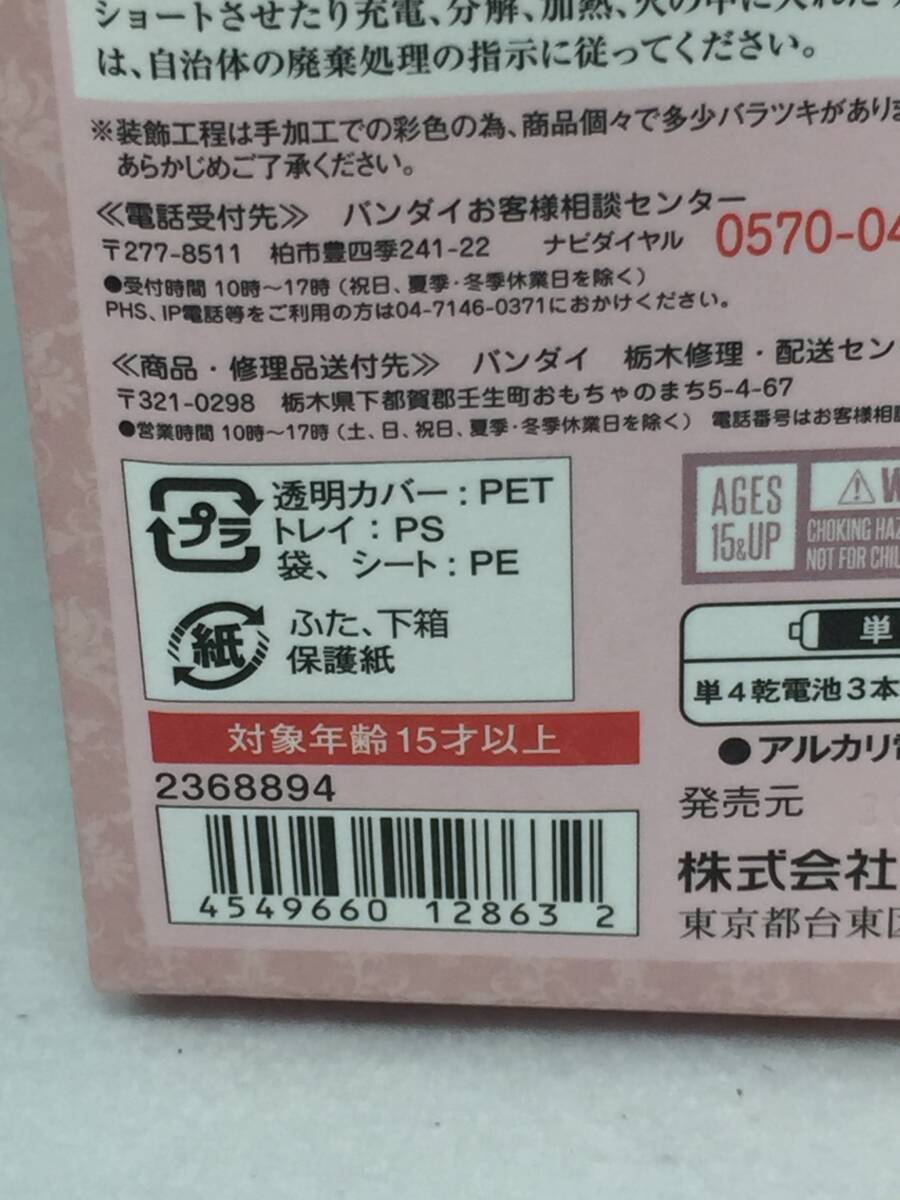 ショートさせたり充電、分解、加熱、火の中に入れたり
は、自治体の廃棄処理の指示に従ってください。
※装飾工程は手加工での彩色の為、商品個々で多少バラツキがあります
あらかじめご了承ください。
≪電話受付先≫ バンダイお客様相談センター
〒277-8511 柏市豊四季241-22 ナビダイヤル 0570-04
●受付時間 10時～17時（祝日、夏季・冬季休業日を除く）
PHS、IP電話等をご利用の方は04-7146-0371におかけください。
≪商品・修理品送付先≫ バンダイ 栃木修理・配送セン
〒321-0298 栃木県下都賀郡壬生町おもちゃのまち5-4-67
●営業時間 10時～17時（土、日、祝日、夏季・冬季休業日を除く） 電話番号はお客様相談
プラ
透明カバー：PET
トレイ：PS
袋、シート：PE
紙
ふた、下箱
保護紙
AGES
15&UP
W
CHOKING HAZ
NOT FOR CHIL
単
単4乾電池3本
●アルカリ電
対象年齢15才以上
2368894
4549660 12863 2
発売元
株式会社
東京都台東区